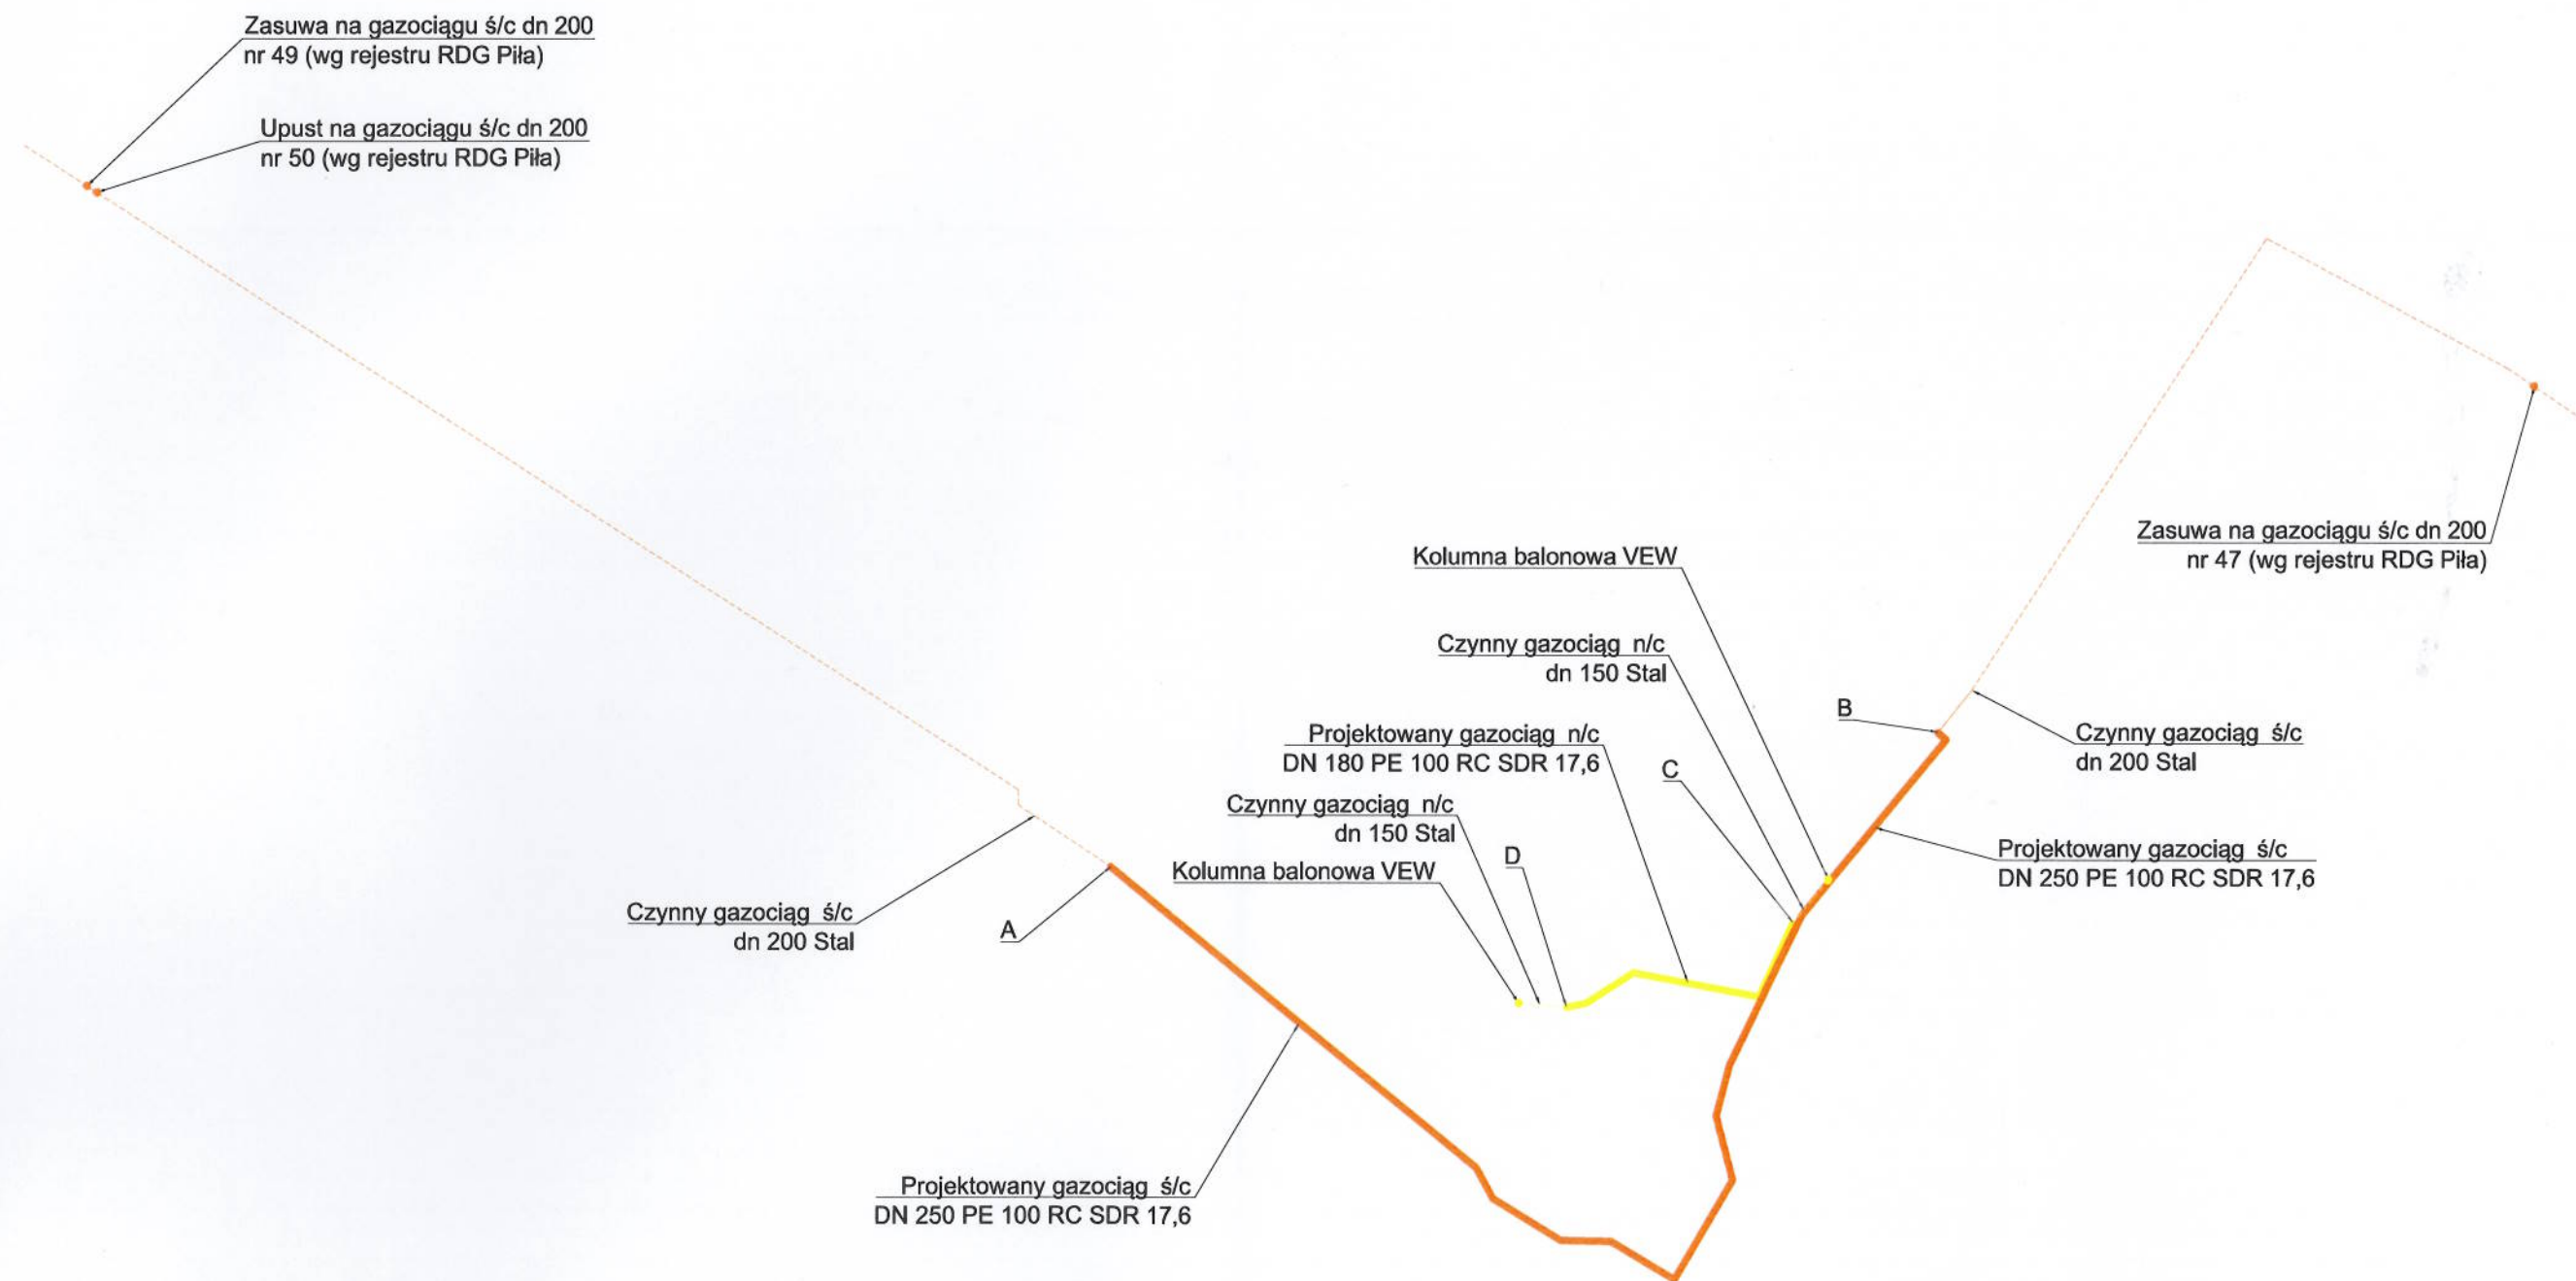 Zasuwa na gazociągu ś/c dn 200
nr 49 (wg rejestru RDG Piła)
Upust na gazociągu ś/c dn 200
nr 50 (wg rejestru RDG Piła)
Zasuwa na gazociągu ś/c dn 200
nr 47 (wg rejestru RDG Piła)
Kolumna balonowa VEW
Czynny gazociąg n/c
dn 150 Stal
B
Projektowany gazociąg n/c
DN 180 PE 100 RC SDR 17,6
C
Czynny gazociąg ś/c
dn 200 Stal
Czynny gazociąg n/c
dn 150 Stal
D
Kolumna balonowa VEW
Projektowany gazociąg ś/c
DN 250 PE 100 RC SDR 17,6
Czynny gazociąg ś/c
dn 200 Stal
A
Projektowany gazociąg ś/c
DN 250 PE 100 RC SDR 17,6